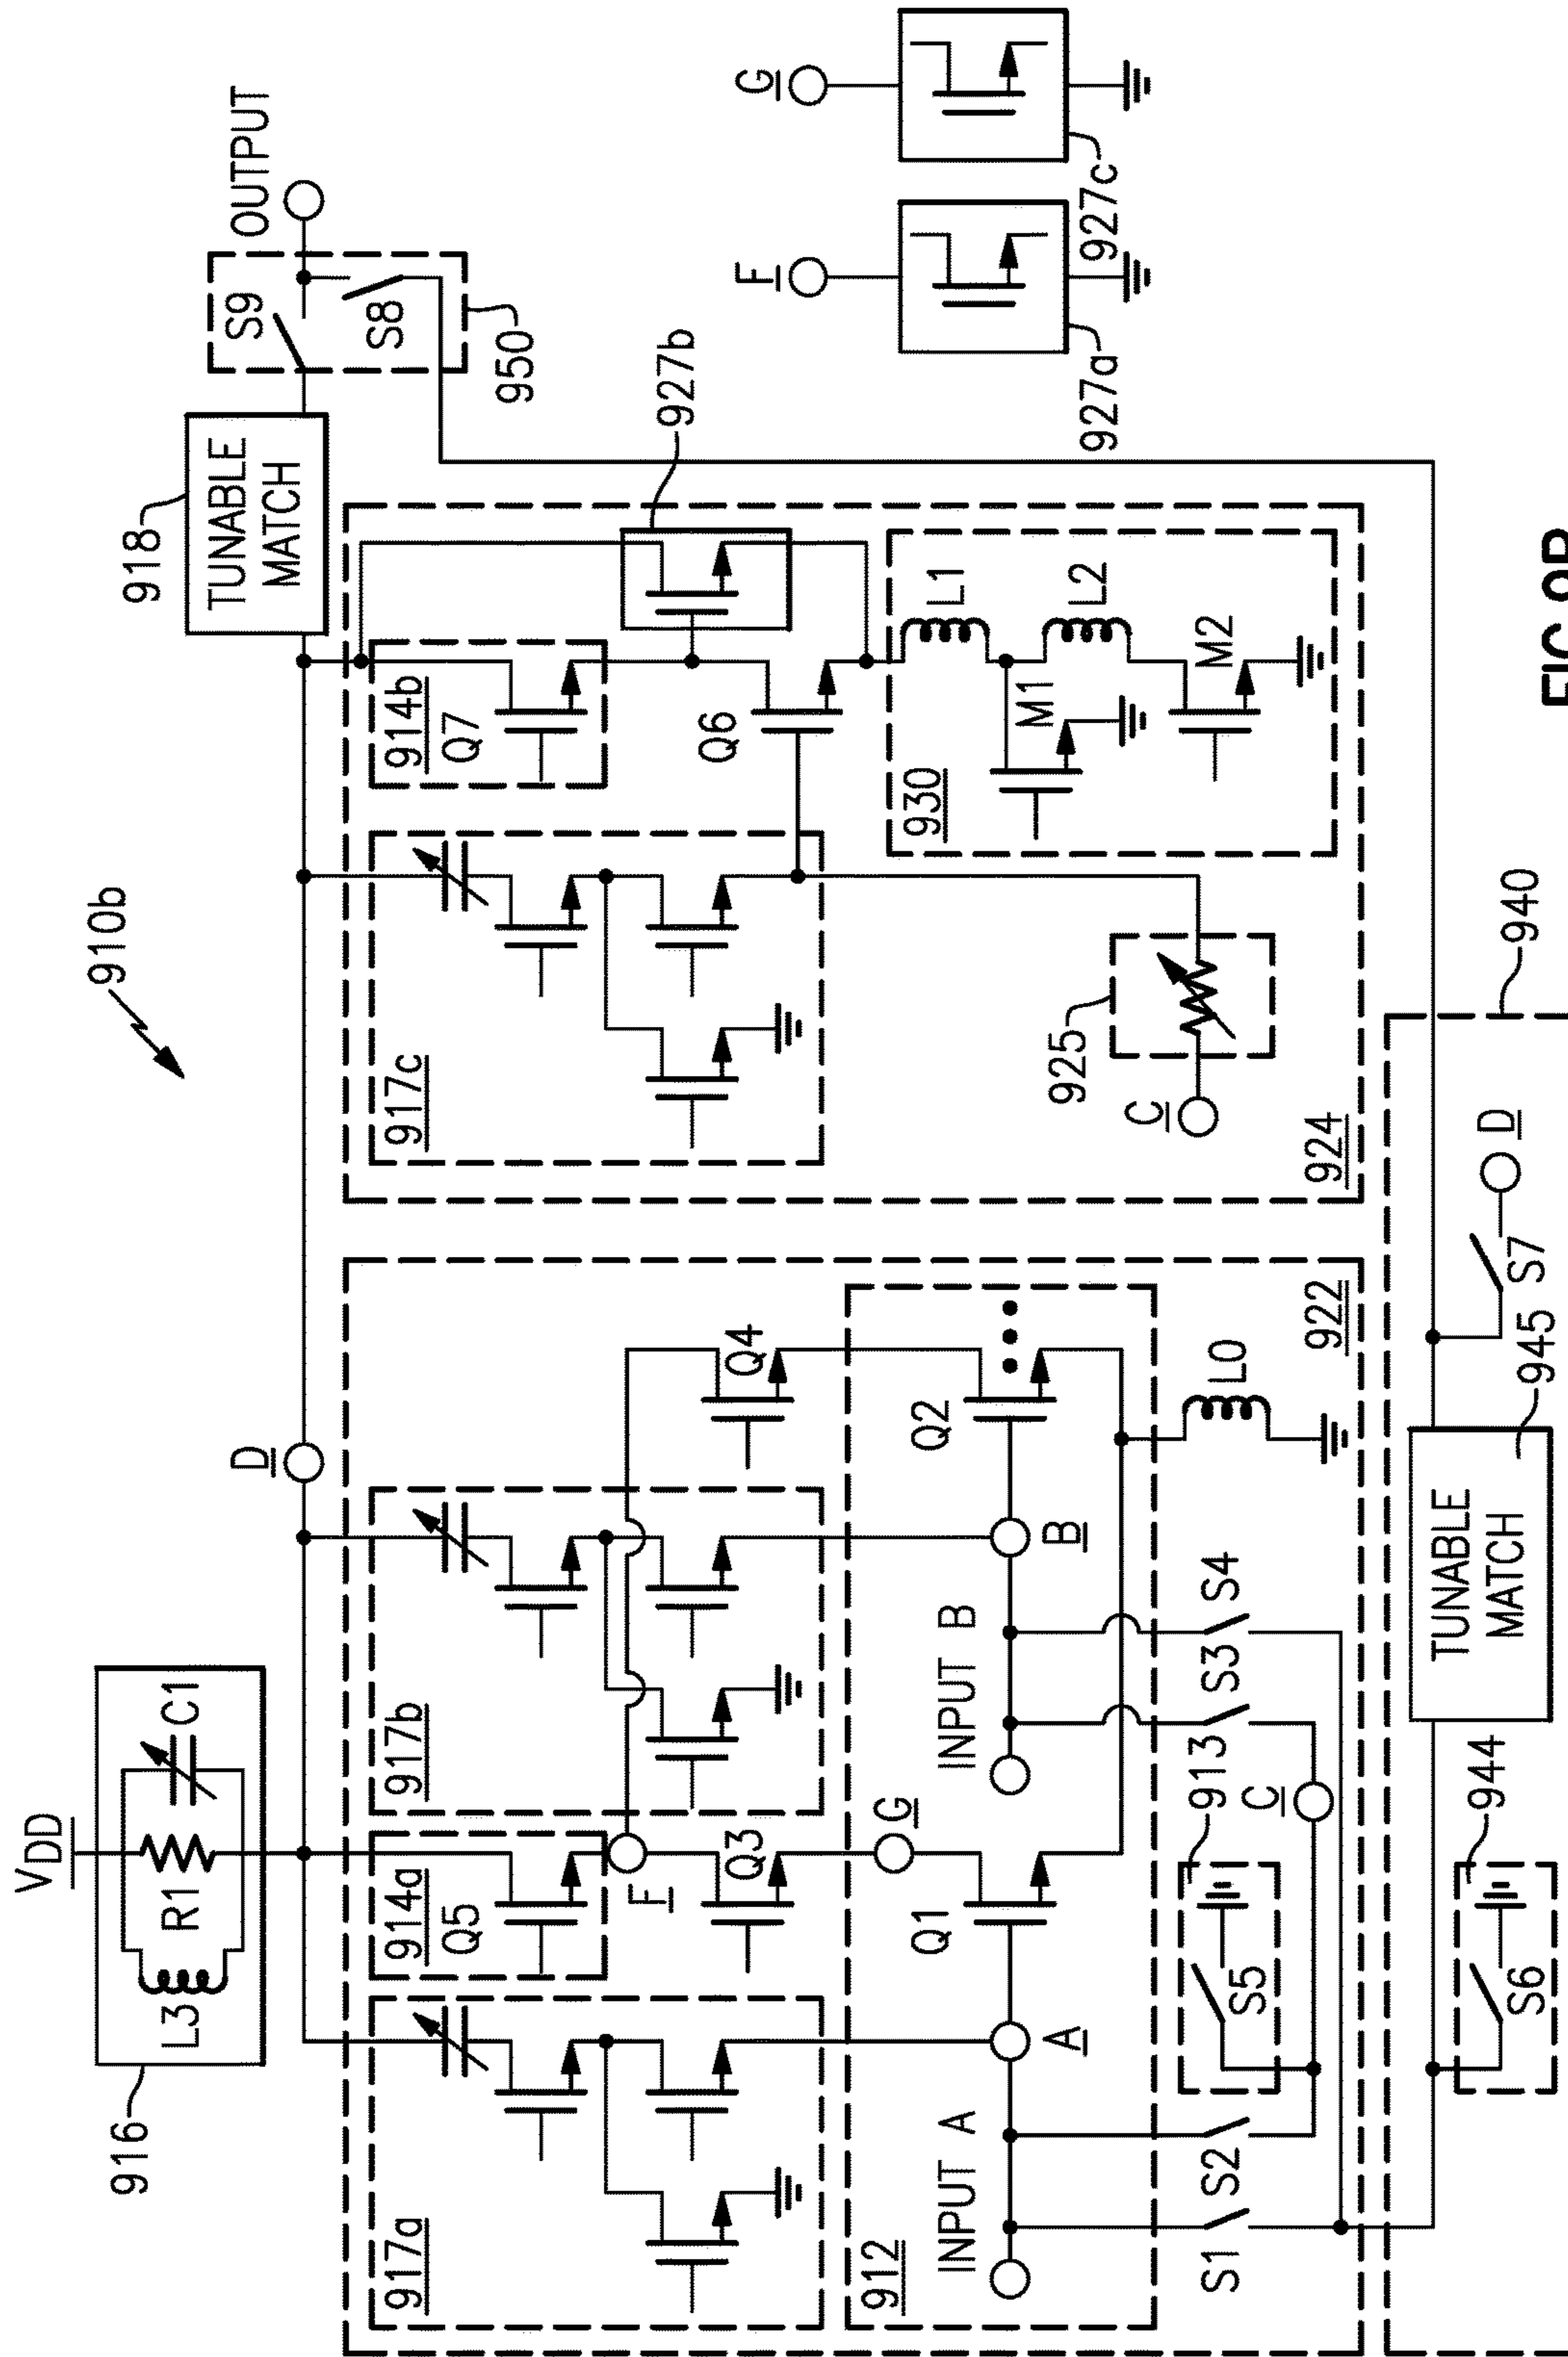 910b
V_DD
916
L3
R1
C1
D
918
TUNABLE
MATCH
OUTPUT
S9
S8
950
917a
914a
Q5
917b
F
Q3
Q4
912
INPUT A
A
Q1
G
INPUT B
B
Q2
L0
S1
S2
913
S5
C
S3
S4
922
917c
914b
Q7
927b
Q6
930
L1
M1
L2
M2
925
C
924
F
927a
G
927c
940
944
S6
TUNABLE
MATCH
945
S7
D